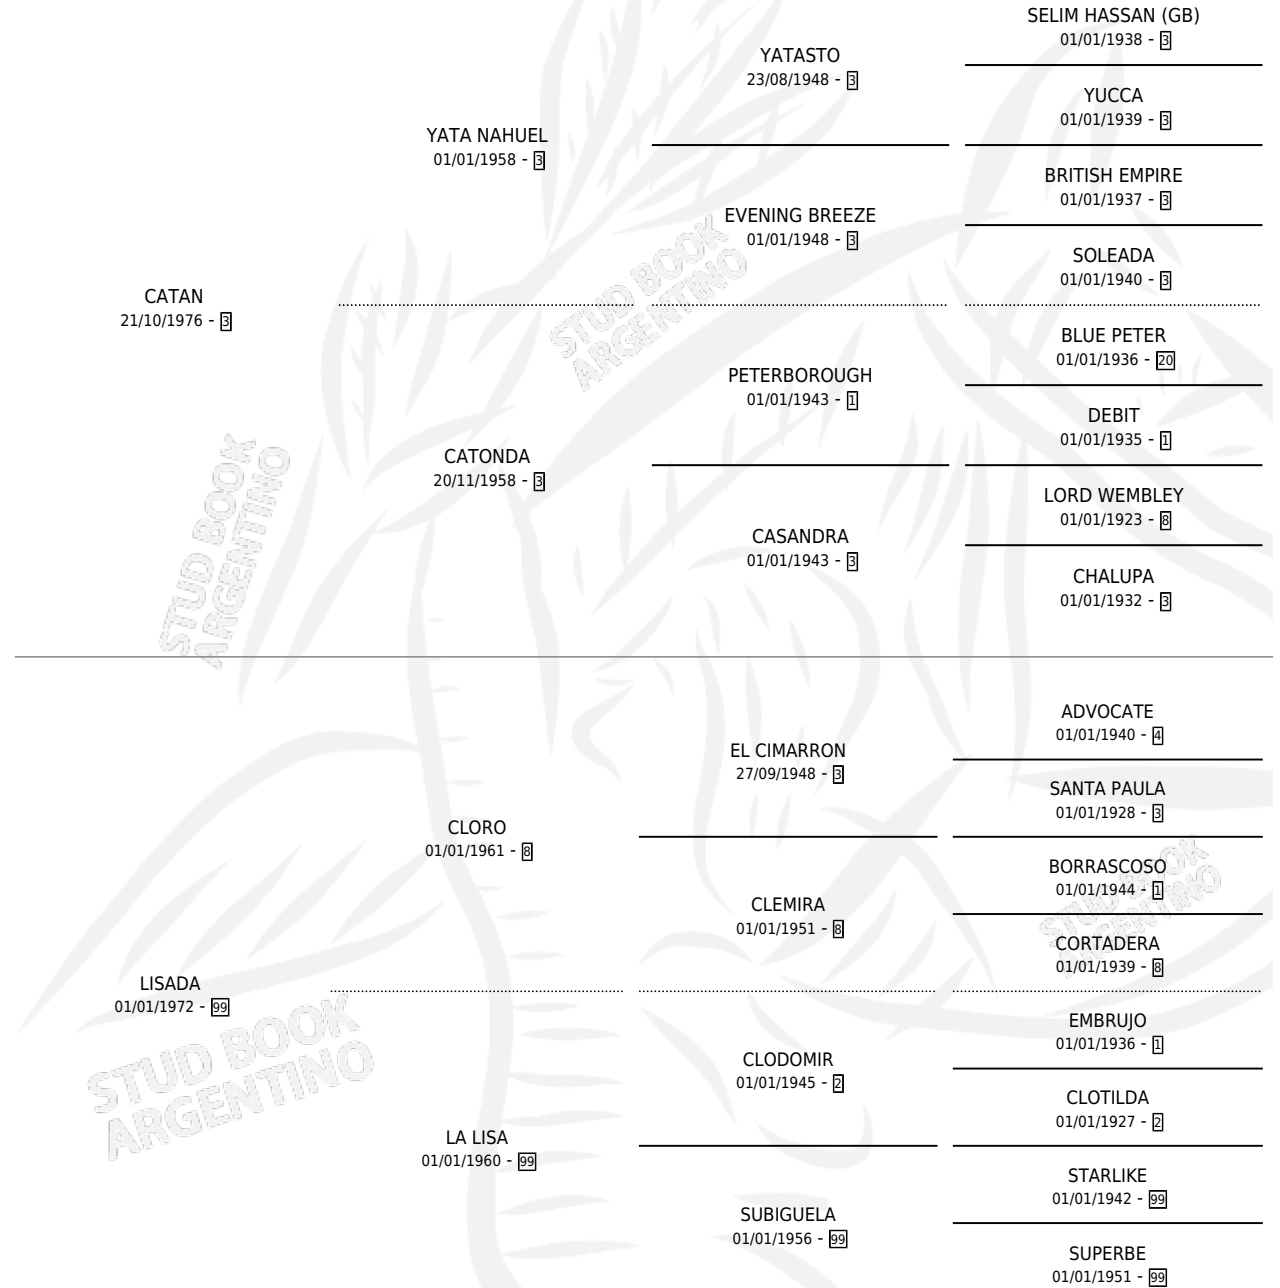 SELIM HASSAN (GB)
01/01/1938 - 3
YATASTO
23/08/1948 - 3
YUCCA
01/01/1939 - 3
YATA NAHUEL
01/01/1958 - 3
BRITISH EMPIRE
01/01/1937 - 3
EVENING BREEZE
01/01/1948 - 3
SOLEADA
01/01/1940 - 3
CATAN
21/10/1976 - 3
BLUE PETER
01/01/1936 - 20
PETERBOROUGH
01/01/1943 - 1
DEBIT
01/01/1935 - 1
CATONDA
20/11/1958 - 3
LORD WEMBLEY
01/01/1923 - 8
CASANDRA
01/01/1943 - 3
CHALUPA
01/01/1932 - 3
STUD BOOK
ARGENTINO
STUD BOOK
ARGENTINO
ADVOCATE
01/01/1940 - 4
EL CIMARRON
27/09/1948 - 3
SANTA PAULA
01/01/1928 - 3
CLORO
01/01/1961 - 8
BORRASCOSO
01/01/1944 - 1
CLEMIRA
01/01/1951 - 8
CORTADERA
01/01/1939 - 8
STUD BOOK
ARGENTINO
LISADA
01/01/1972 - 99
EMBRUJO
01/01/1936 - 1
CLODOMIR
01/01/1945 - 2
CLOTILDA
01/01/1927 - 2
LA LISA
01/01/1960 - 99
STARLIKE
01/01/1942 - 99
SUBIGUELA
01/01/1956 - 99
SUPERBE
01/01/1951 - 99
STUD BOOK
ARGENTINO